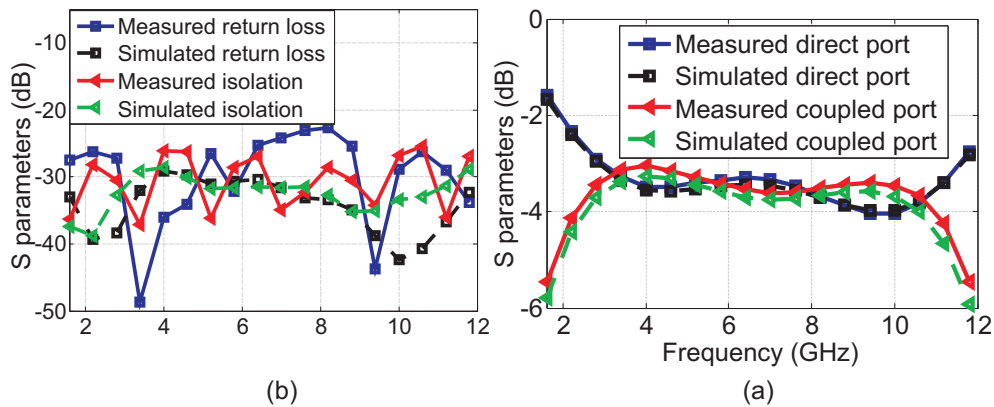 S parameters (dB)
-20
-30
-40
-50
Measured return loss
Simulated return loss
Measured isolation
Simulated isolation
2
4
6
8
10
12
(b)
S parameters (dB)
0
-2
-4
-6
Measured direct port
Simulated direct port
Measured coupled port
Simulated coupled port
2
4
6
8
10
12
Frequency (GHz)
(a)